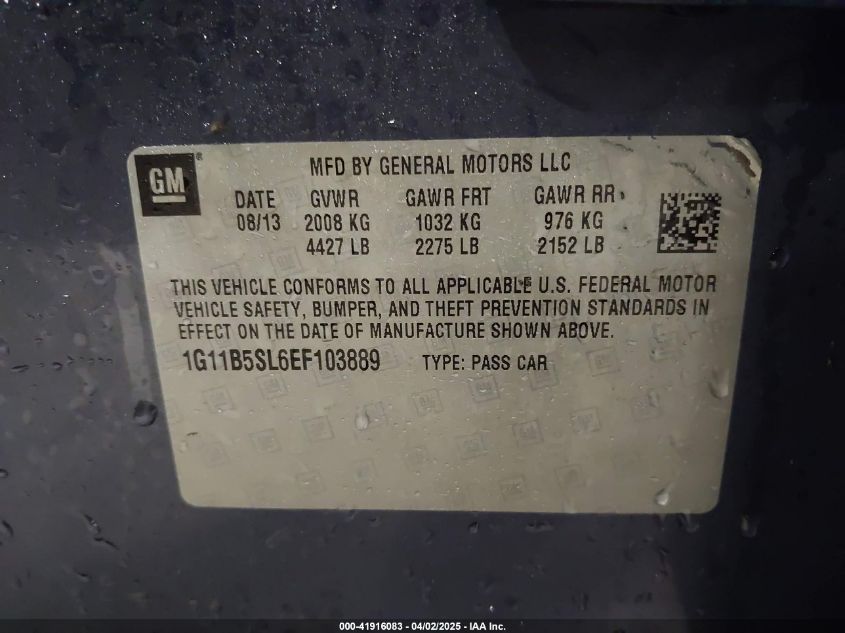 GM®
MFD BY GENERAL MOTORS LLC
DATE GVWR GAWR FRT GAWR RR
08/13 2008 KG 1032 KG 976 KG
4427 LB 2275 LB 2152 LB
THIS VEHICLE CONFORMS TO ALL APPLICABLE U.S. FEDERAL MOTOR
VEHICLE SAFETY, BUMPER, AND THEFT PREVENTION STANDARDS IN
EFFECT ON THE DATE OF MANUFACTURE SHOWN ABOVE.
1G11B5SL6EF103889 TYPE: PASS CAR
000-41916083 - 04/02/2025 - IAA Inc.